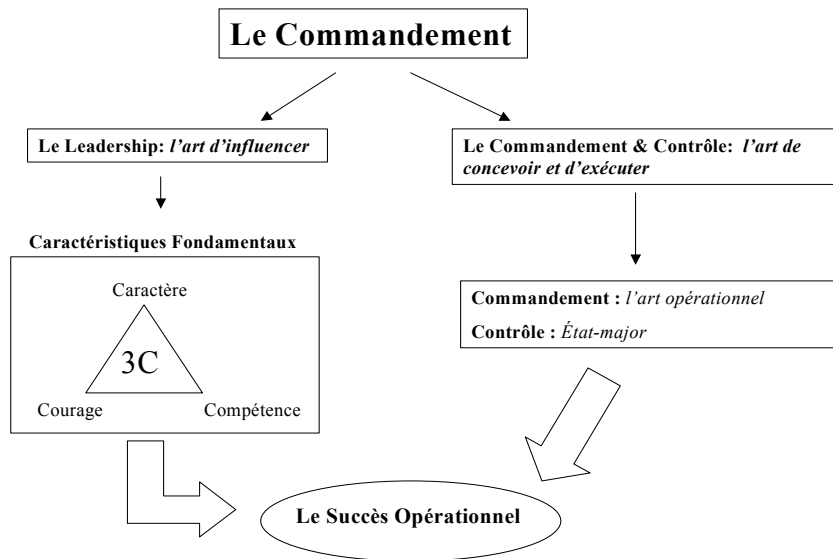 Le Commandement
Le Leadership: l’art d’influencer
Le Commandement & Contrôle: l’art de
concevoir et d’exécuter
Caractéristiques Fondamentaux
Caractère
3C
Courage
Compétence
Commandement : l’art opérationnel
Contrôle : État-major
Le Succès Opérationnel